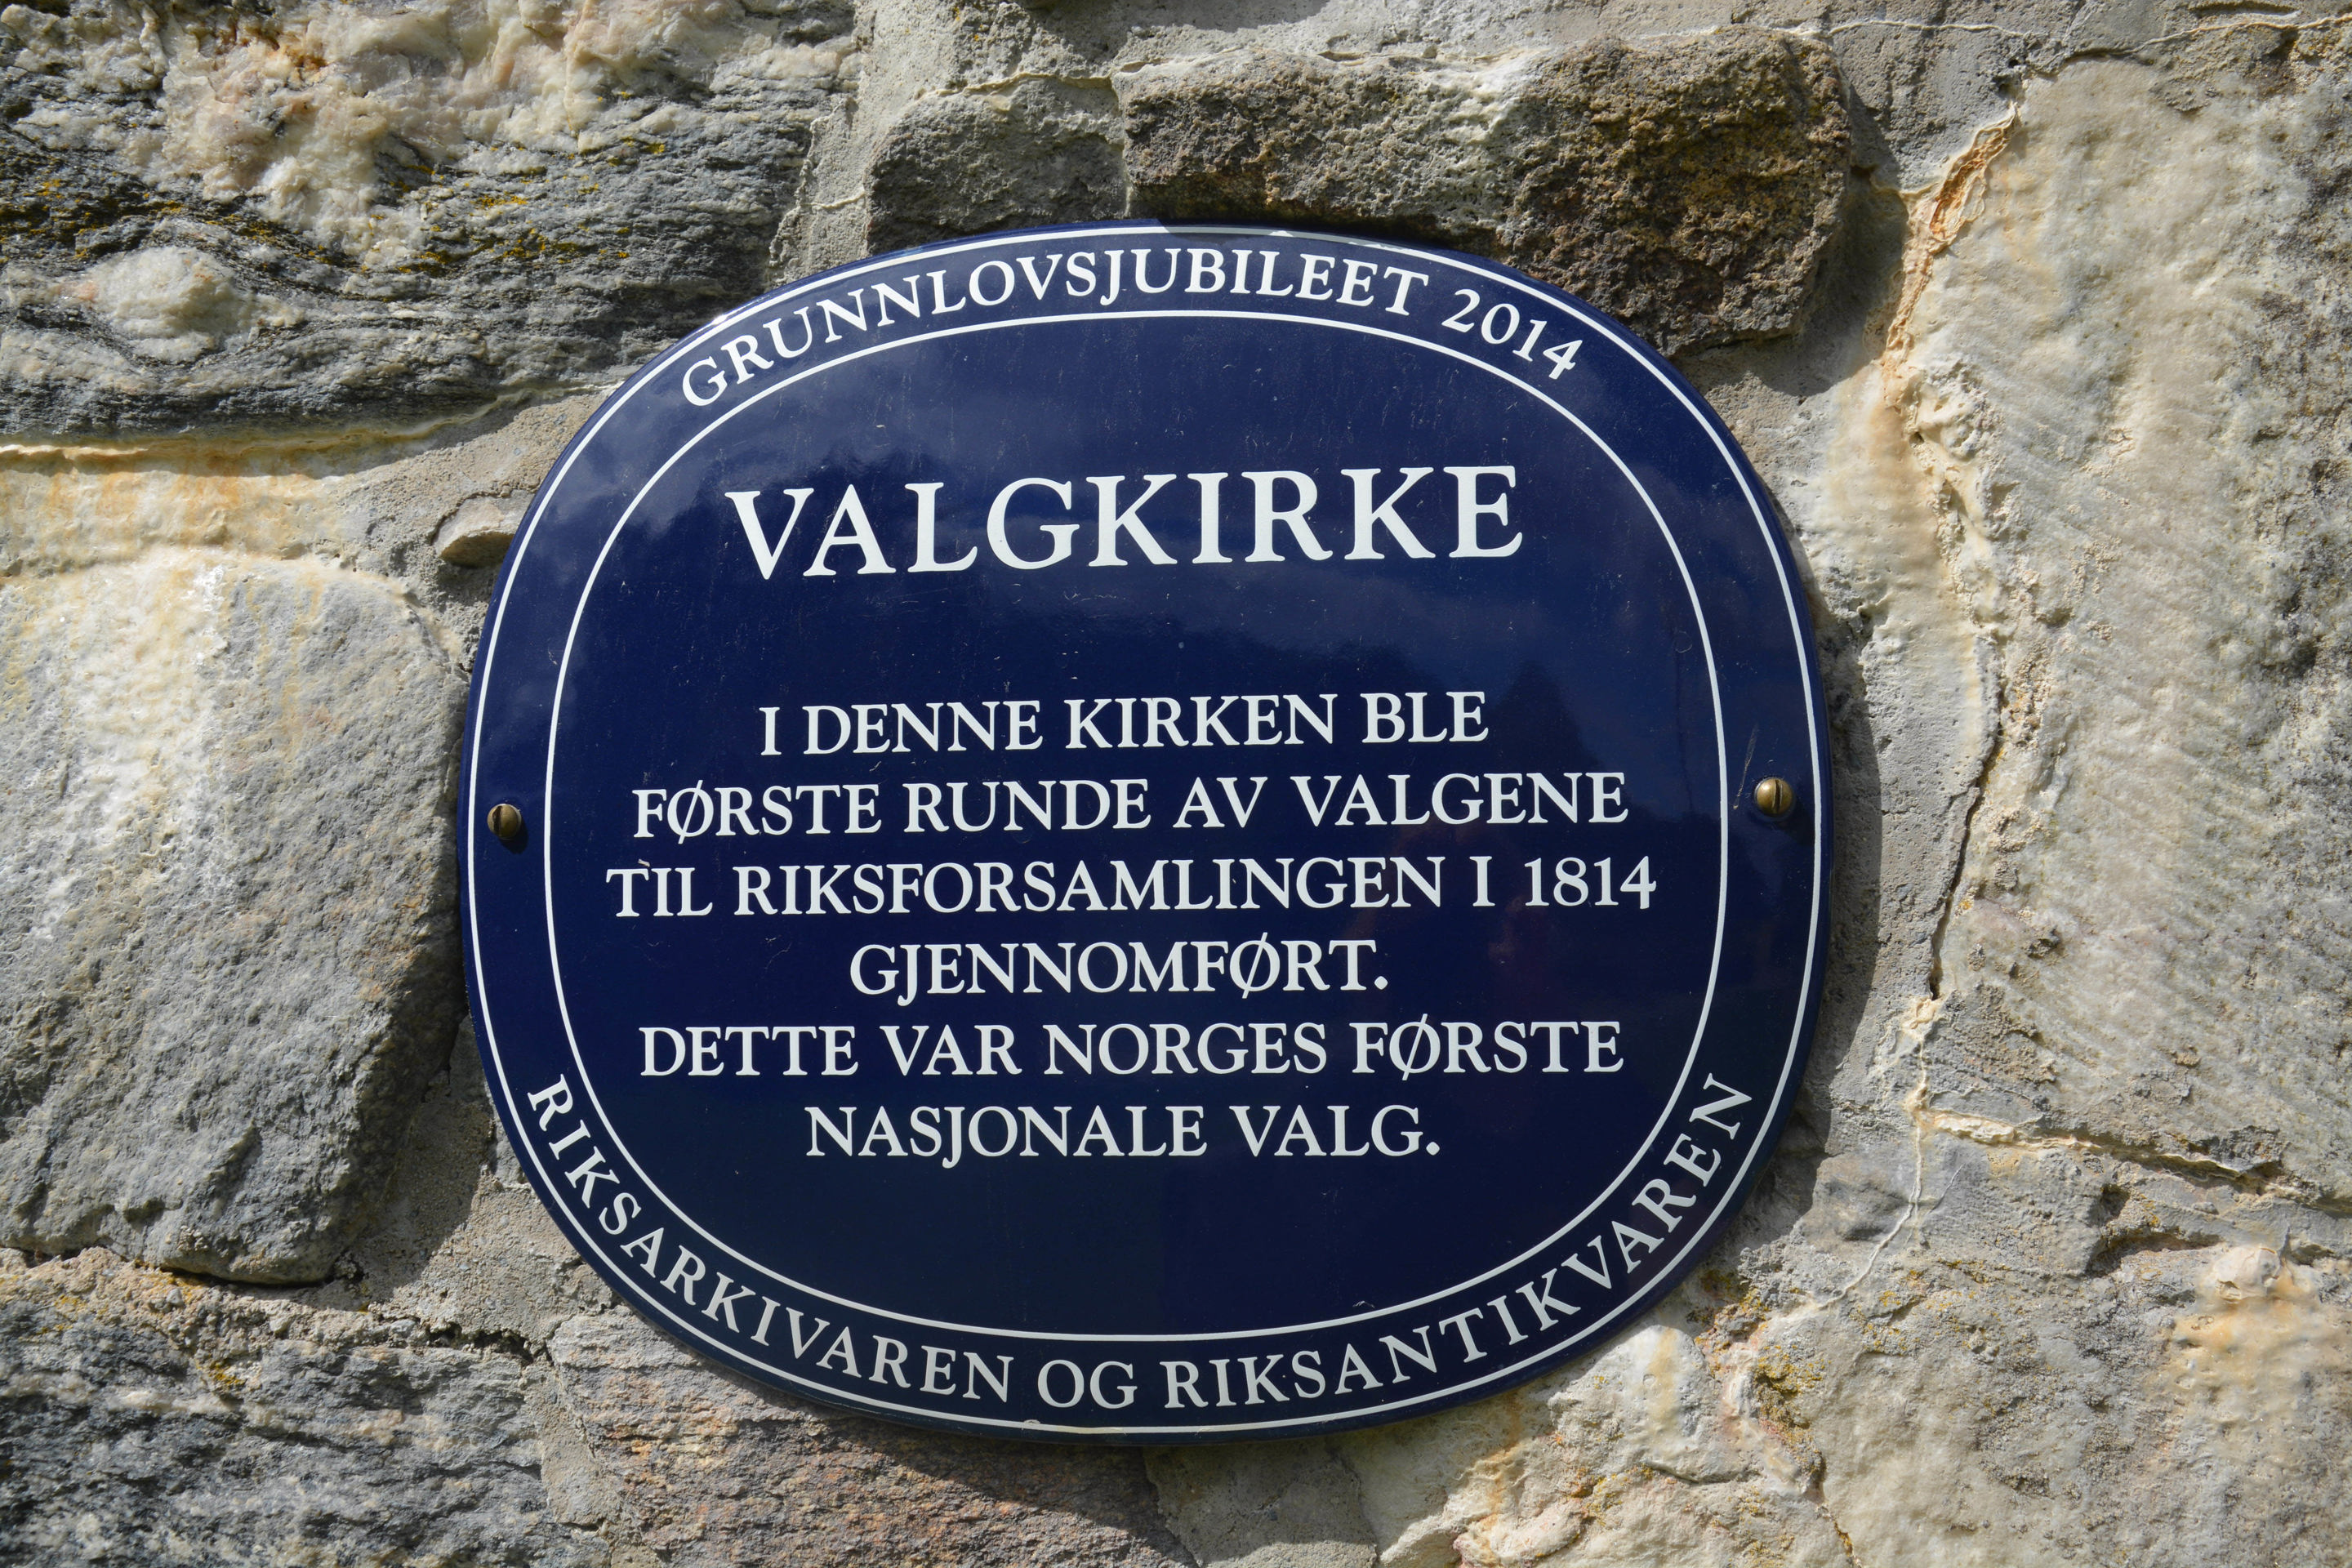 GRUNNLOVSJUBILEET 2014
VALGKIRKE
I DENNE KIRKEN BLE
FØRSTE RUNDE AV VALGENE
TIL RIKSFORSAMLINGEN I 1814
GJENNOMFØRT.
DETTE VAR NORGES FØRSTE
NASJONALE VALG.
RIKSARKIVAREN OG RIKSANTIKVAREN